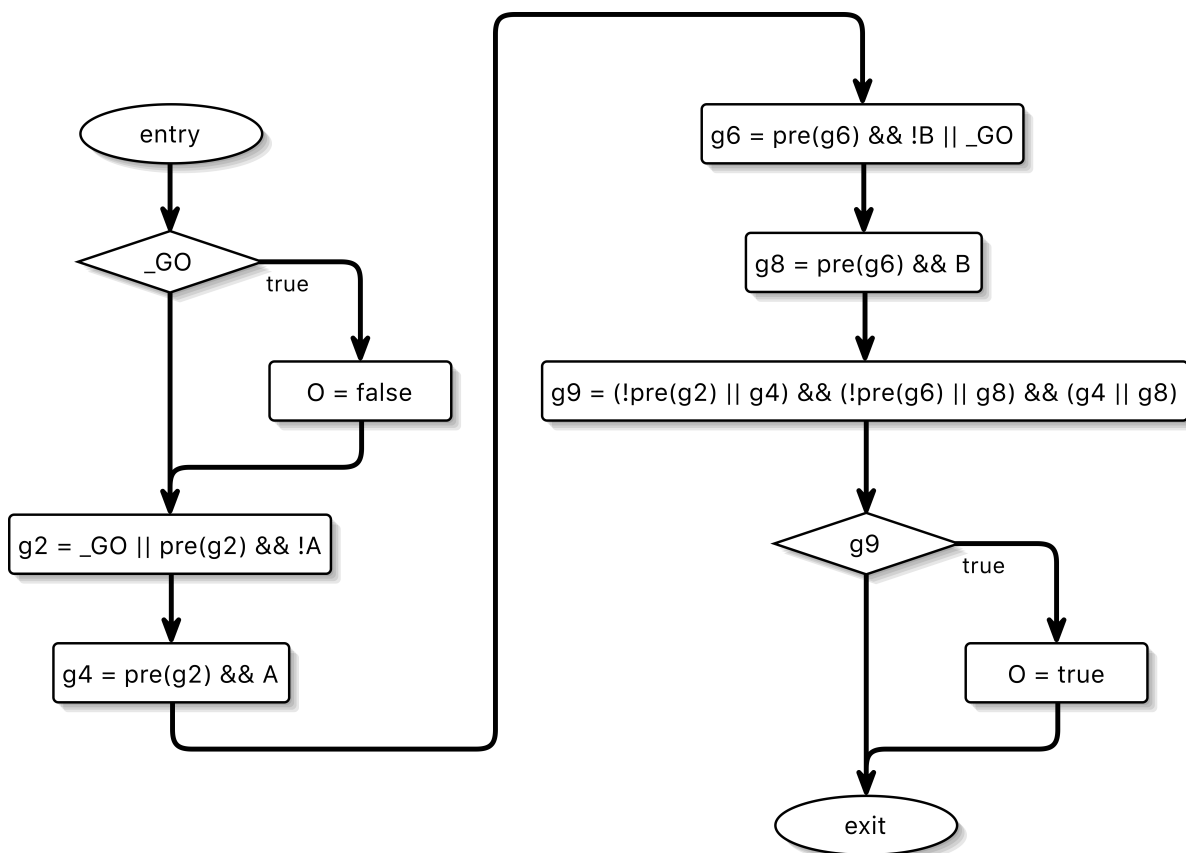 entry
_GO
true
O = false
g2 = _GO || pre(g2) && !A
g4 = pre(g2) && A
g6 = pre(g6) && !B || _GO
g8 = pre(g6) && B
g9 = (!pre(g2) || g4) && (!pre(g6) || g8) && (g4 || g8)
g9
true
O = true
exit